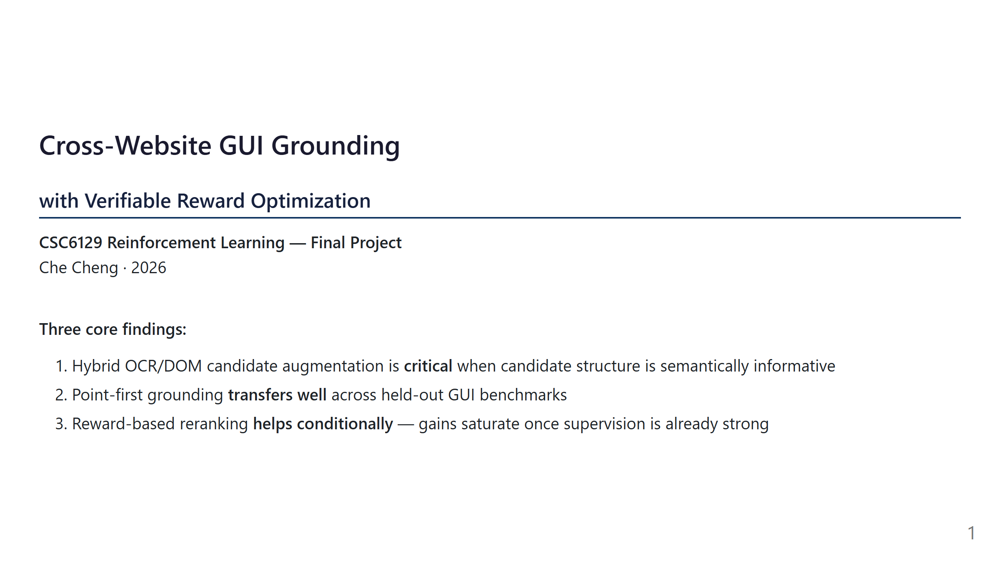 Cross-Website GUI Grounding
with Verifiable Reward Optimization
CSC6129 Reinforcement Learning — Final Project
Che Cheng · 2026
Three core findings:
1. Hybrid OCR/DOM candidate augmentation is critical when candidate structure is semantically informative
2. Point-first grounding transfers well across held-out GUI benchmarks
3. Reward-based reranking helps conditionally — gains saturate once supervision is already strong
1